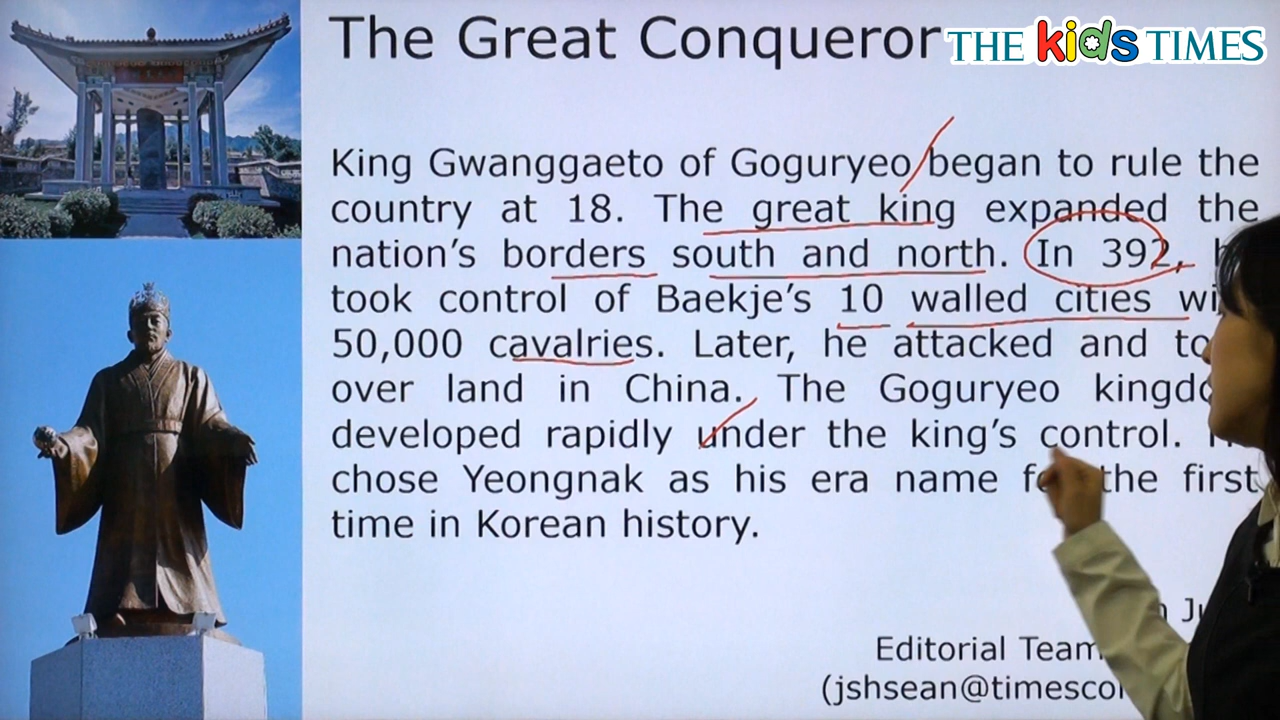 The Great Conqueror
THE kids TIMES
King Gwanggaeto of Goguryeo began to rule the
country at 18. The great king expanded the
nation's borders south and north. In 392,
took control of Baekje's 10 walled cities
50,000 cavalries. Later, he attacked and
over land in China. The Goguryeo
developed rapidly under the king's control.
chose Yeongnak as his era name the first
time in Korean history.
Editorial Team